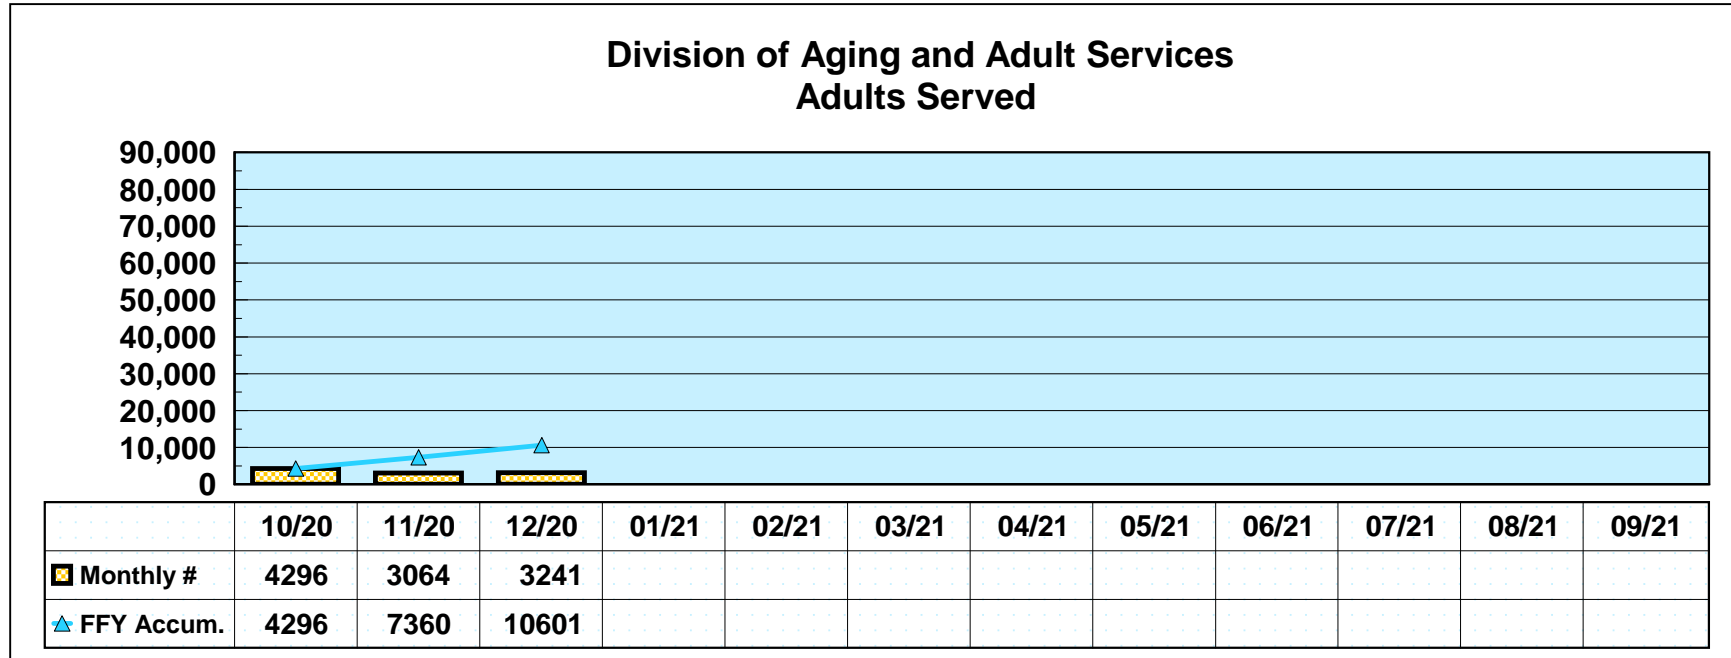 Division of Aging and Adult Services
Adults Served
90,000
80,000
70,000
60,000
50,000
40,000
30,000
20,000
10,000
0
10/20 11/20 12/20 01/21 02/21 03/21 04/21 05/21 06/21 07/21 08/21 09/21
Monthly # 4296 3064 3241
FFY Accum. 4296 7360 10601